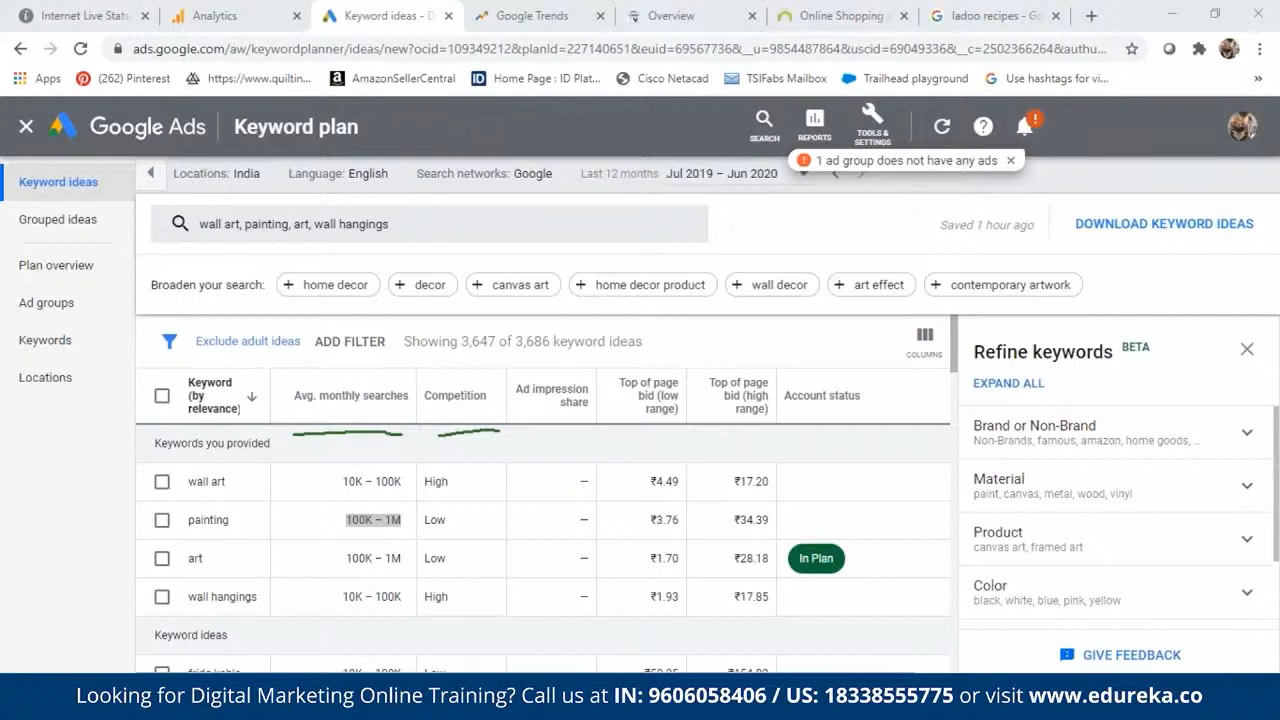 Internet Live Stats
Analytics
Keyword ideas - D
Google Trends
Overview
Online Shopping
ladoo recipes - Go
ads.google.com/aw/keywordplanner/ideas/new?ocid=109349212&planId=227140651&euid=69567736&__u=9854487864&uscid=69049336&__c=2502366264&authu...
Apps
(262) Pinterest
https://www.quiltin...
AmazonSellerCentral
Home Page : ID Plat...
Cisco Netacad
TSIFabs Mailbox
Trailhead playground
Use hashtags for vi...
Google Ads
Keyword plan
SEARCH
REPORTS
TOOLS &
SETTINGS
1 ad group does not have any ads
Keyword ideas
Grouped ideas
Plan overview
Ad groups
Keywords
Locations
Locations: India
Language: English
Search networks: Google
Last 12 months
Jul 2019 – Jun 2020
wall art, painting, art, wall hangings
Saved 1 hour ago
DOWNLOAD KEYWORD IDEAS
Broaden your search:
+ home decor
+ decor
+ canvas art
+ home decor product
+ wall decor
+ art effect
+ contemporary artwork
Exclude adult ideas
ADD FILTER
Showing 3,647 of 3,686 keyword ideas
COLUMNS
Keyword (by relevance)
Avg. monthly searches
Competition
Ad impression share
Top of page bid (low range)
Top of page bid (high range)
Account status
Keywords you provided
wall art 10K – 100K High – ₹4.49 ₹17.20
painting 100K – 1M Low – ₹3.76 ₹34.39
art 100K – 1M Low – ₹1.70 ₹28.18 In Plan
wall hangings 10K – 100K High – ₹1.93 ₹17.85
Keyword ideas
Refine keywords BETA
EXPAND ALL
Brand or Non-Brand
Non-Brands, famous, amazon, home goods, ...
Material
paint, canvas, metal, wood, vinyl
Product
canvas art, framed art
Color
black, white, blue, pink, yellow
GIVE FEEDBACK
Looking for Digital Marketing Online Training? Call us at IN: 9606058406 / US: 18338555775 or visit www.edureka.co